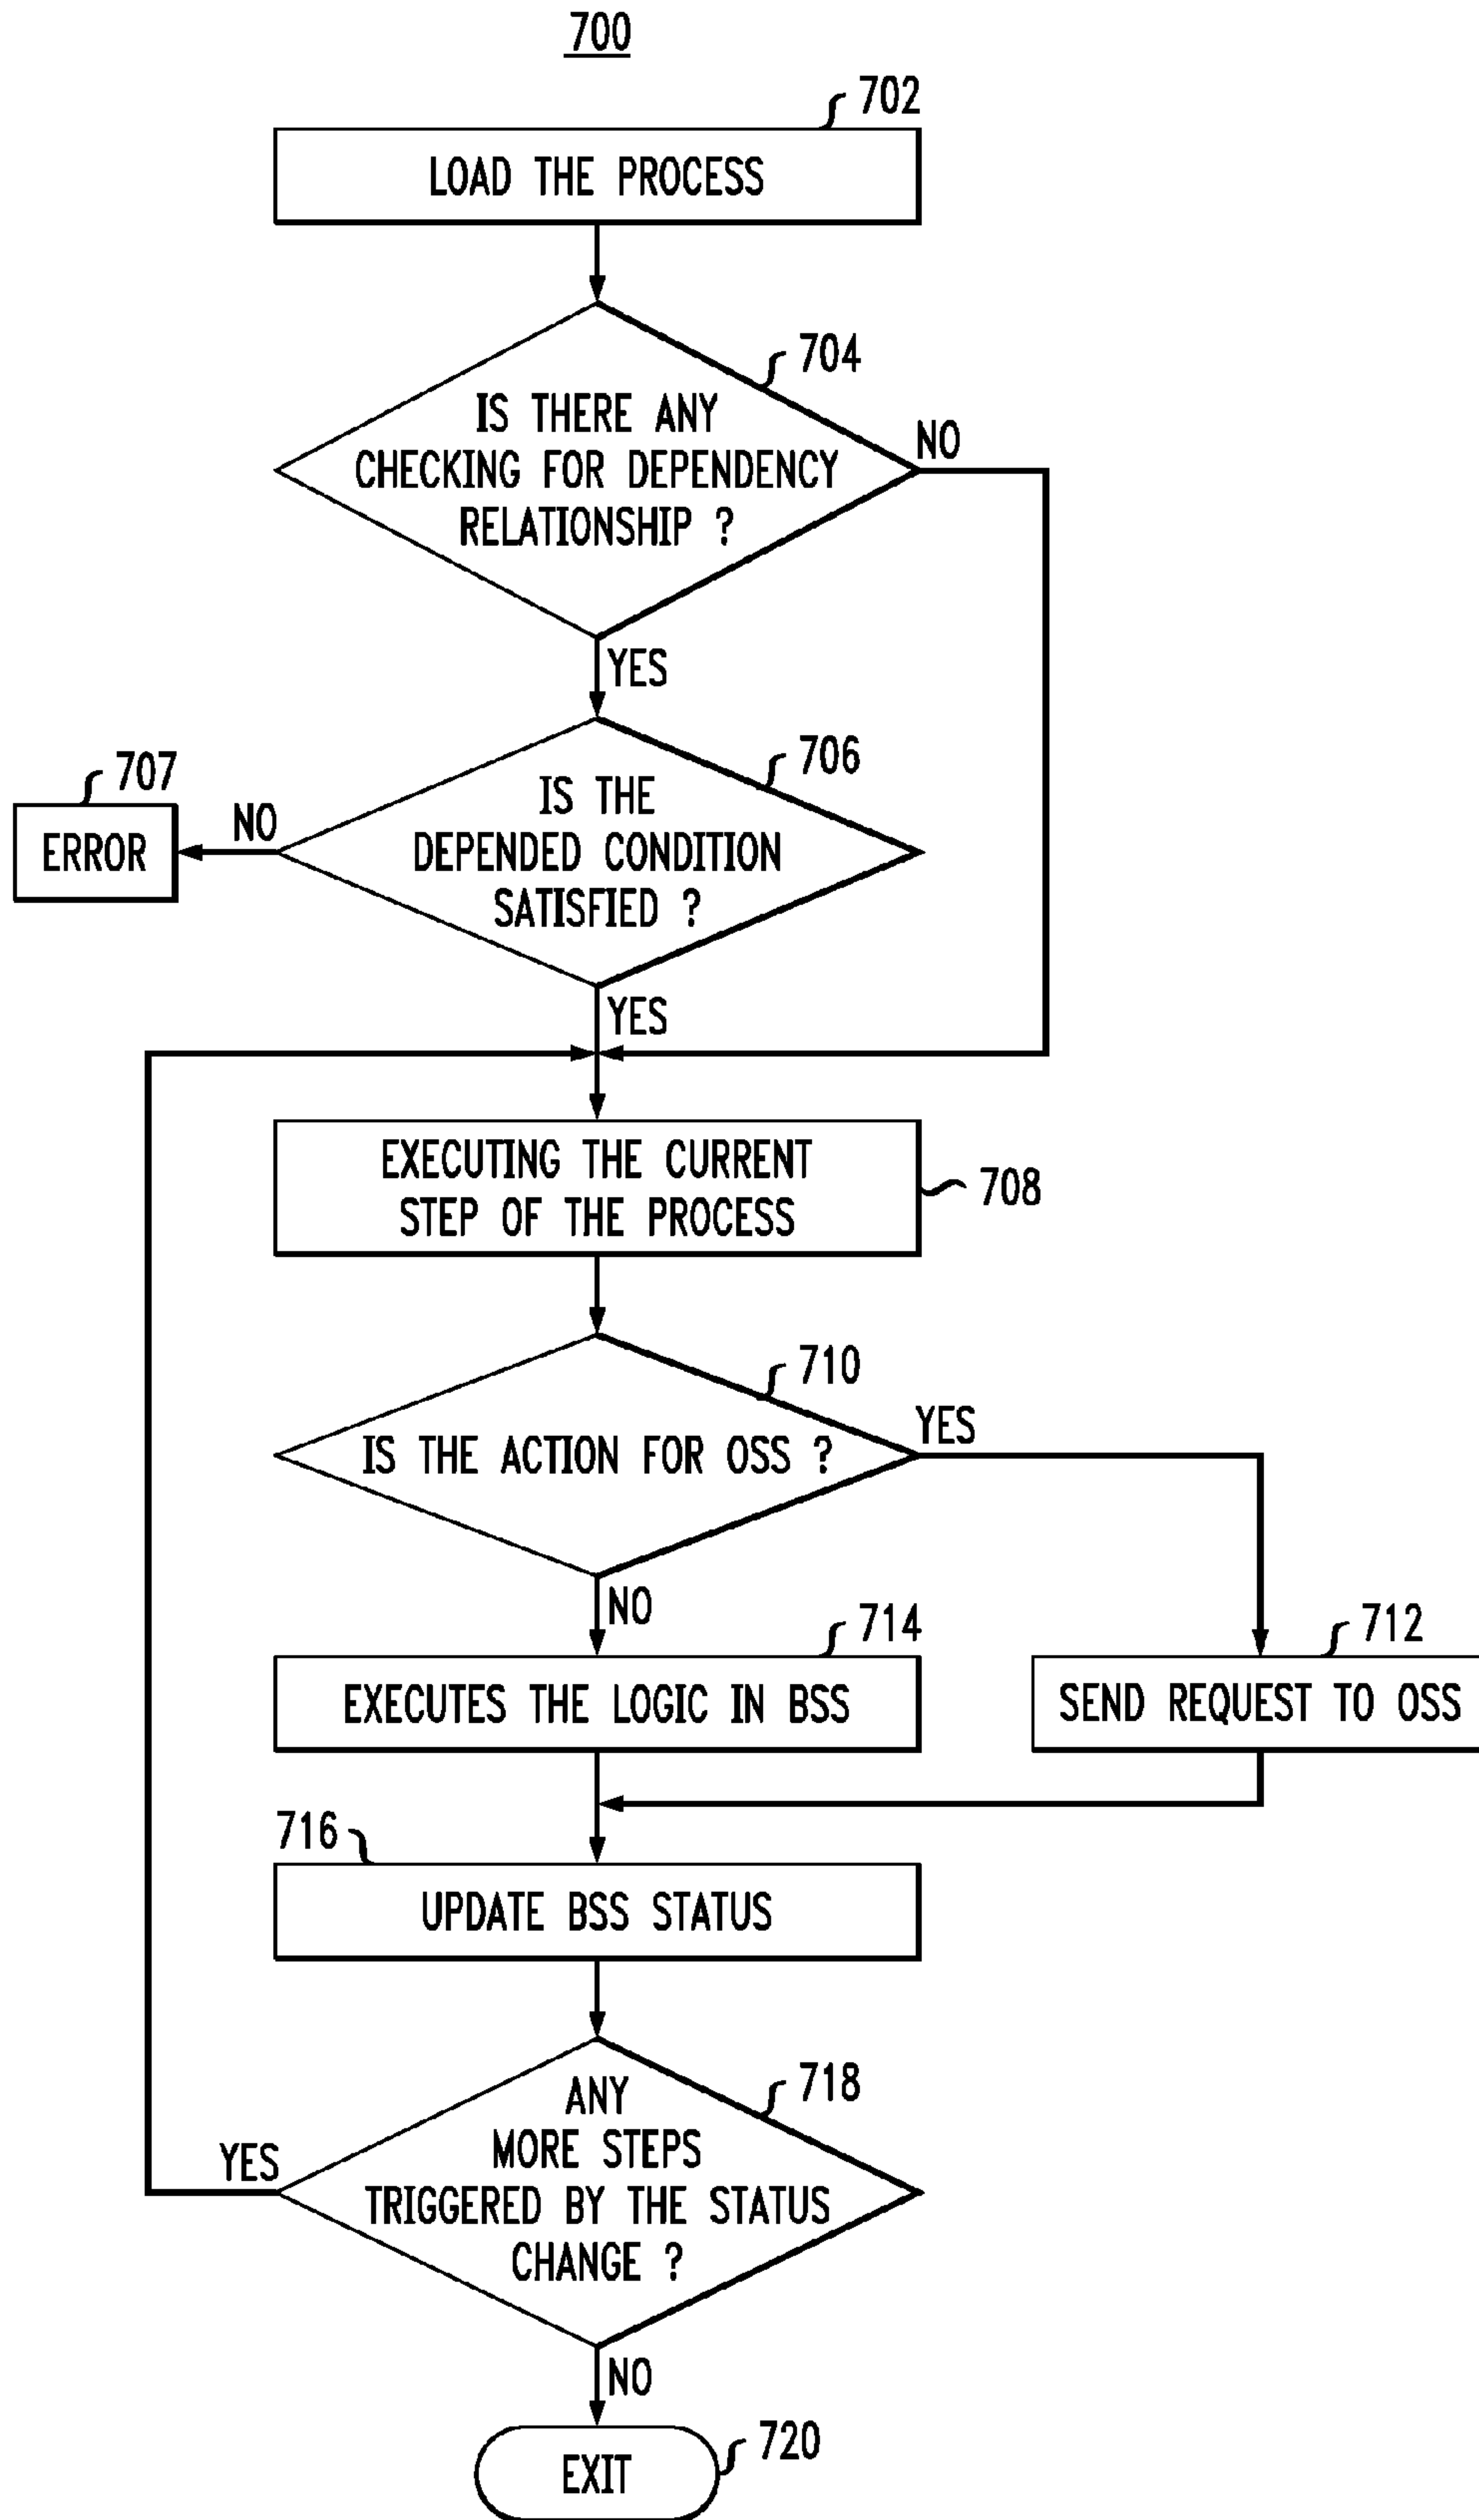 700
702
LOAD THE PROCESS
704
IS THERE ANY
CHECKING FOR DEPENDENCY
RELATIONSHIP ?
NO
YES
706
IS THE
DEPENDED CONDITION
SATISFIED ?
707
ERROR
NO
YES
EXECUTING THE CURRENT
STEP OF THE PROCESS
708
710
IS THE ACTION FOR OSS ?
YES
NO
714
EXECUTES THE LOGIC IN BSS
712
SEND REQUEST TO OSS
716
UPDATE BSS STATUS
718
ANY
MORE STEPS
TRIGGERED BY THE STATUS
CHANGE ?
YES
NO
720
EXIT